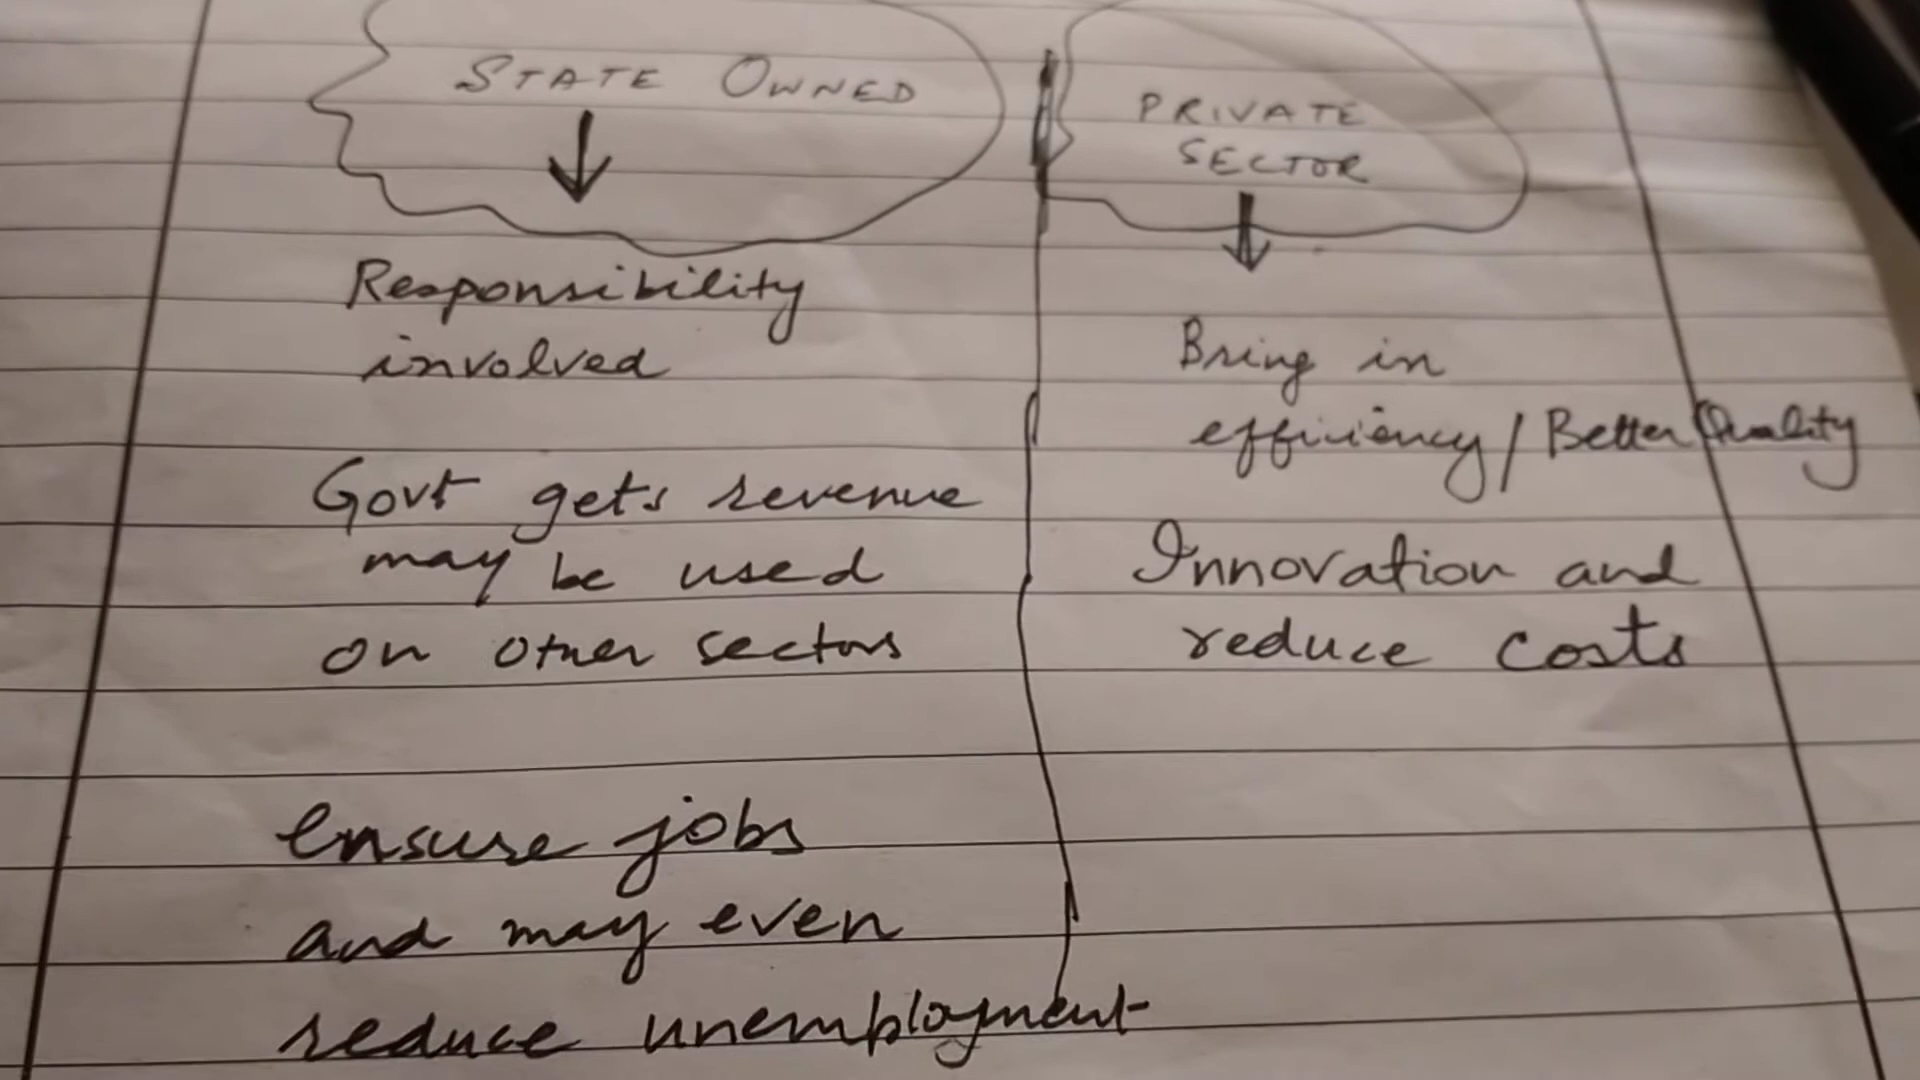 STATE OWNED
Responsibility
involved
Govt gets revenue
may be used
on other sectors
ensure jobs
and may even
reduce unemployment
PRIVATE
SECTOR
Bring in
efficiency / Better Quality
Innovation and
reduce costs